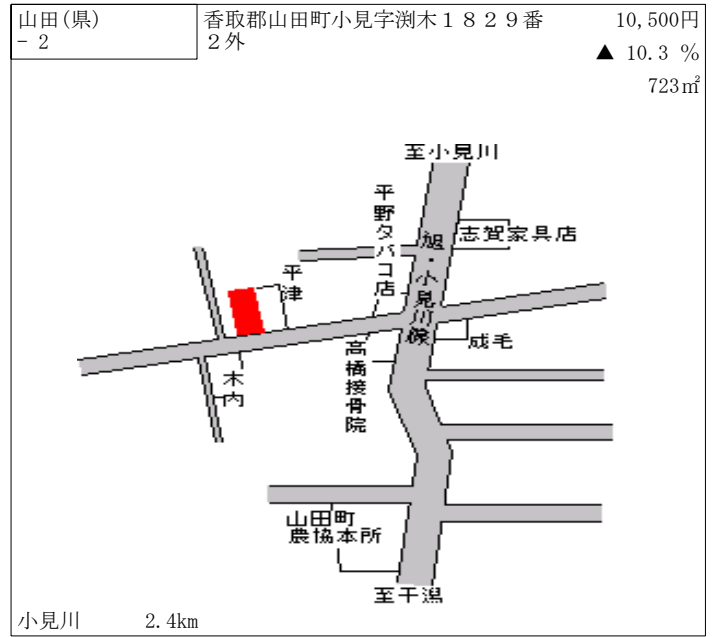 山田(県)
- 2
香取郡山田町小見字渕木１８２９番
２外
10,500円
▲ 10.3 %
723㎡
至小見川
平野タバコ店
志賀家具店
旭・小見川線
平津
成毛
高橋接骨院
木内
山田町
農協本所
至干潟
小見川 2.4km